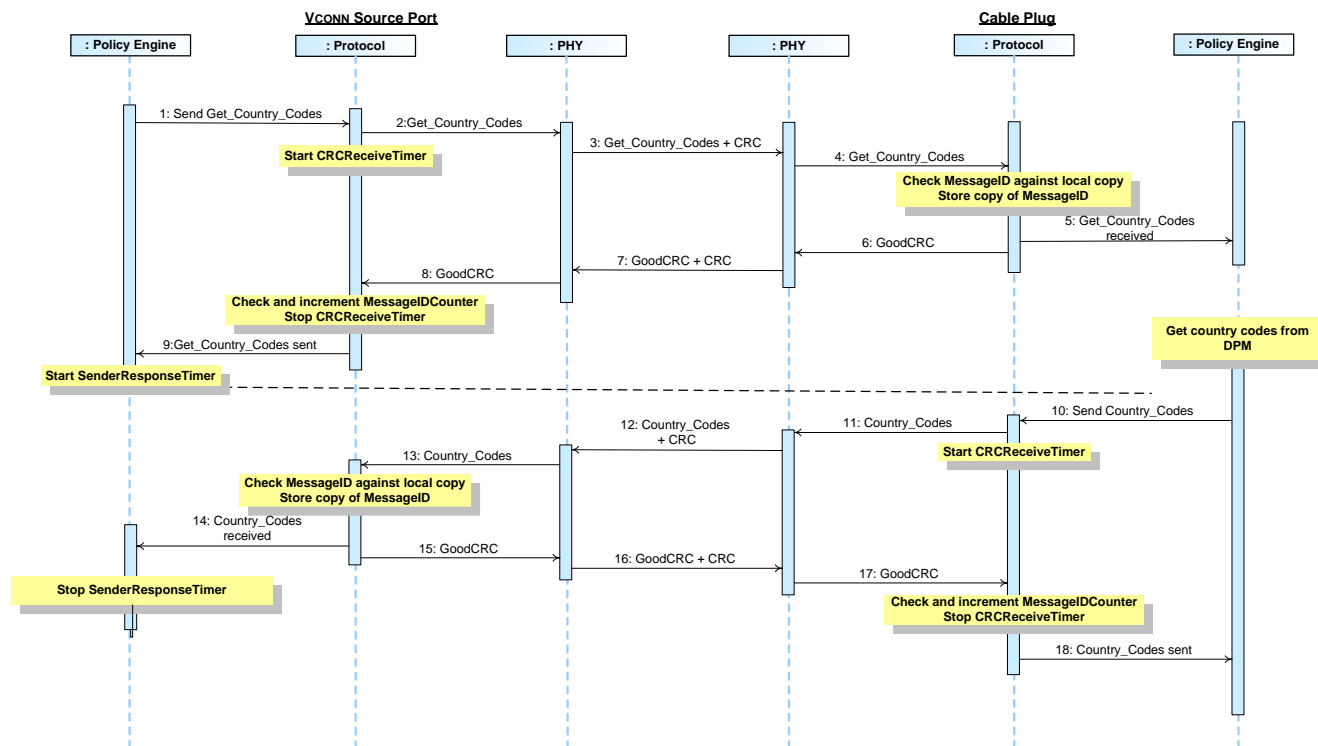 VCONN Source Port
Cable Plug
: Policy Engine
: Protocol
: PHY
: PHY
: Protocol
: Policy Engine
1: Send Get_Country_Codes
2:Get_Country_Codes
Start CRCReceiveTimer
3: Get_Country_Codes + CRC
4: Get_Country_Codes
Check MessageID against local copy
Store copy of MessageID
5: Get_Country_Codes
received
6: GoodCRC
7: GoodCRC + CRC
8: GoodCRC
Check and increment MessageIDCounter
Stop CRCReceiveTimer
9:Get_Country_Codes sent
Start SenderResponseTimer
Get country codes from
DPM
10: Send Country_Codes
11: Country_Codes
Start CRCReceiveTimer
12: Country_Codes
+ CRC
13: Country_Codes
Check MessageID against local copy
Store copy of MessageID
14: Country_Codes
received
15: GoodCRC
16: GoodCRC + CRC
17: GoodCRC
Stop SenderResponseTimer
Check and increment MessageIDCounter
Stop CRCReceiveTimer
18: Country_Codes sent